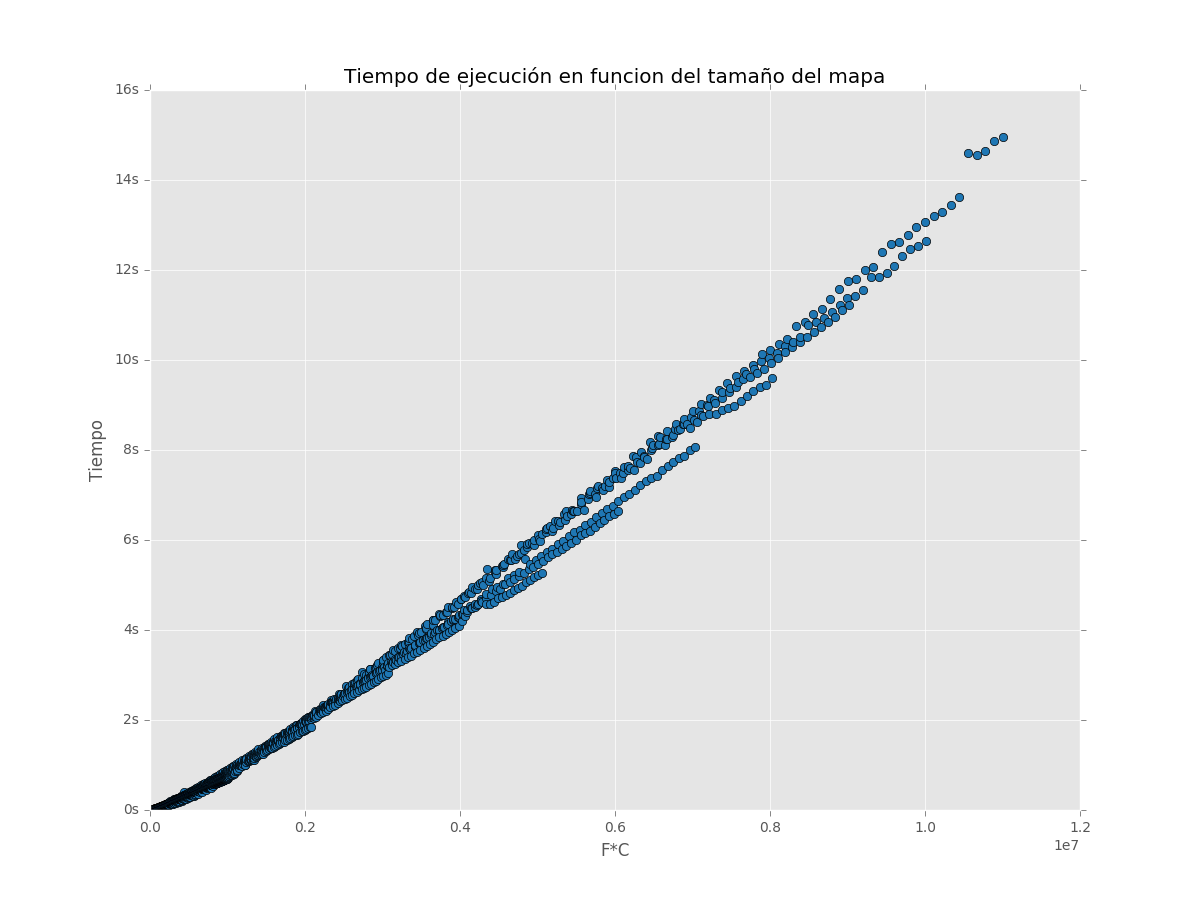 Tiempo de ejecución en funcion del tamaño del mapa
16s
14s
12s
10s
8s
6s
4s
2s
0s
Tiempo
0.0 0.2 0.4 0.6 0.8 1.0 1.2
1e7
F*C